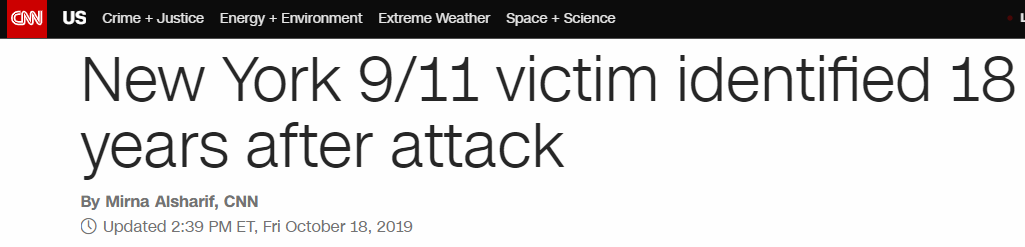 CNN US Crime + Justice Energy + Environment Extreme Weather Space + Science
New York 9/11 victim identified 18
years after attack
By Mirna Alsharif, CNN
Updated 2:39 PM ET, Fri October 18, 2019